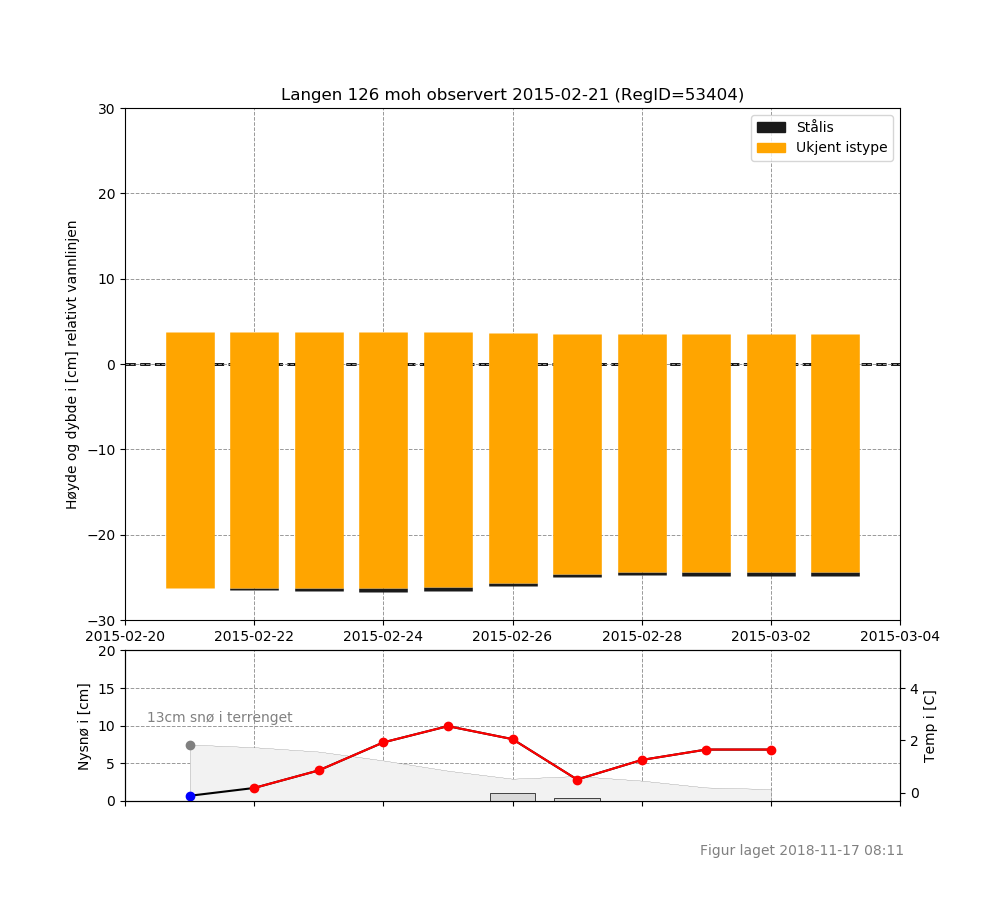 Langen 126 moh observert 2015-02-21 (RegID=53404)
Stålis
Ukjent istype
Høyde og dybde i [cm] relativt vannlinjen
30
20
10
0
−10
−20
−30
2015-02-20 2015-02-22 2015-02-24 2015-02-26 2015-02-28 2015-03-02 2015-03-04
Nysnø i [cm]
20
15
10
5
0
13cm snø i terrenget
4
2
0
Temp i [C]
Figur laget 2018-11-17 08:11